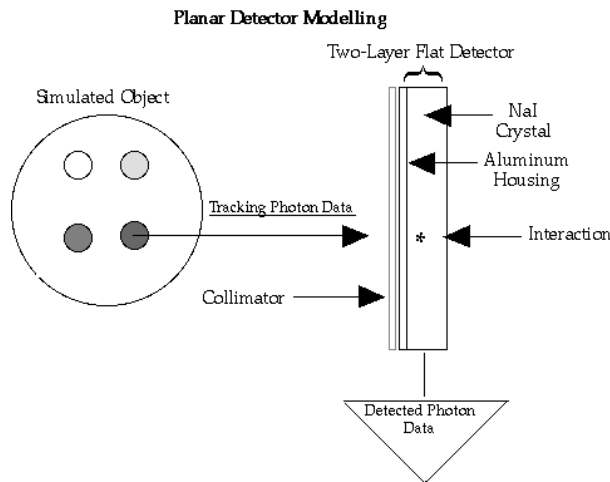 Planar Detector Modelling
Two-Layer Flat Detector
Simulated Object
NaI
Crystal
Aluminum
Housing
Tracking Photon Data
*
Interaction
Collimator
Detected Photon
Data